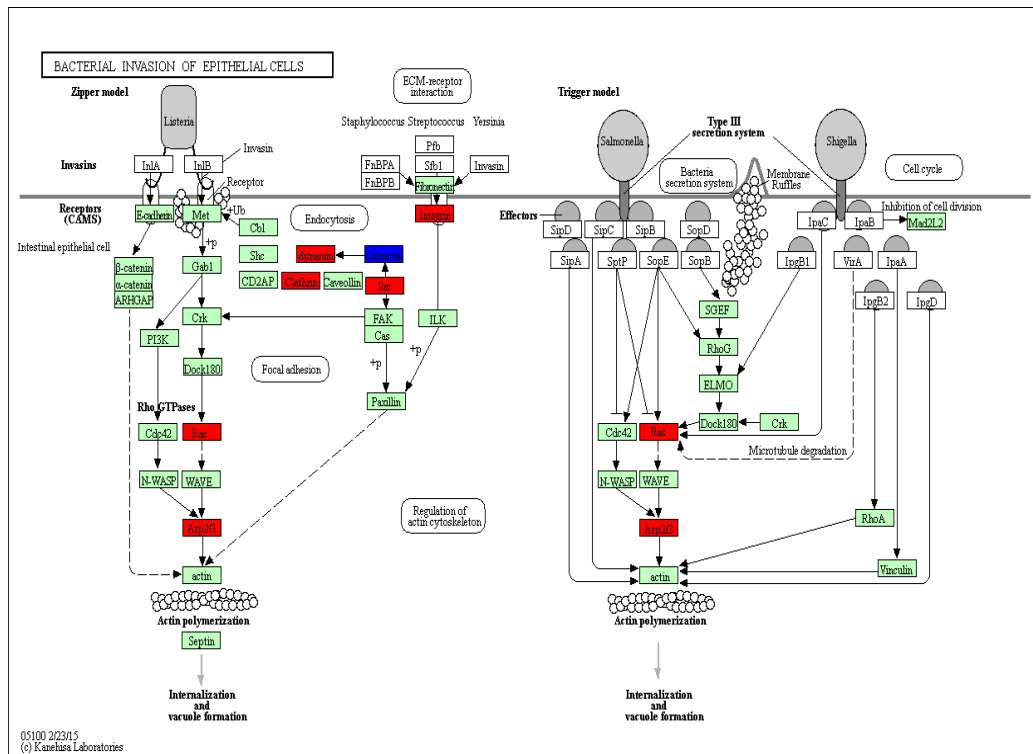 BACTERIAL INVASION OF EPITHELIAL CELLS
Zipper model
Listeria
Invasins
InlA
InlB
Invasin
Receptor
Receptors
(CAMS)
E-cadherin
Met
+Ub
Cbl
Intestinal epithelial cell
+p
β-catenin
α-catenin
ARHGAP
Gab1
Shc
CD2AP
Crk
PI3K
Dock180
Rho GTPases
Cdc42
Rac
N-WASP
WAVE
Arp2/3
actin
Actin polymerization
Septin
Internalization
and
vacuole formation
ECM-receptor
interaction
Staphylococcus
Streptococcus
Yersinia
Pfb
FnBPA
FnBPB
Sfb1
Invasin
Fibronectin
Integrin
Endocytosis
dynamin
Cortactin
Clathrin
Caveollin
Src
FAK
Cas
ILK
+p
+p
Focal adhesion
Paxillin
Regulation of
actin cytoskeleton
Trigger model
Salmonella
Type III
secretion system
Shigella
Bacteria
secretion system
Membrane
Ruffles
Cell cycle
Effectors
SipD
SipC
SipB
SopD
IpaC
IpaB
Inhibition of cell division
Mad2L2
SipA
SptP
SopE
SopB
IpgB1
VirA
IpaA
IpgB2
IpgD
SGEF
RhoG
ELMO
Dock180
Crk
Cdc42
Rac
Microtubule degradation
N-WASP
WAVE
Arp2/3
RhoA
Vinculin
actin
Actin polymerization
Internalization
and
vacuole formation
05100 2/23/15
(c) Kanehisa Laboratories